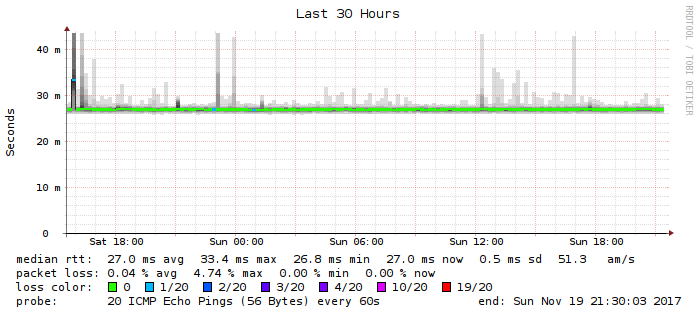 Last 30 Hours
RRDTOOL / TOBI OETIKER
Seconds
40 m
30 m
20 m
10 m
0
Sat 18:00 Sun 00:00 Sun 06:00 Sun 12:00 Sun 18:00
median rtt: 27.0 ms avg 33.4 ms max 26.8 ms min 27.0 ms now 0.5 ms sd 51.3 am/s
packet loss: 0.04 % avg 4.74 % max 0.00 % min 0.00 % now
loss color: 0 1/20 2/20 3/20 4/20 10/20 19/20
probe: 20 ICMP Echo Pings (56 Bytes) every 60s end: Sun Nov 19 21:30:03 2017